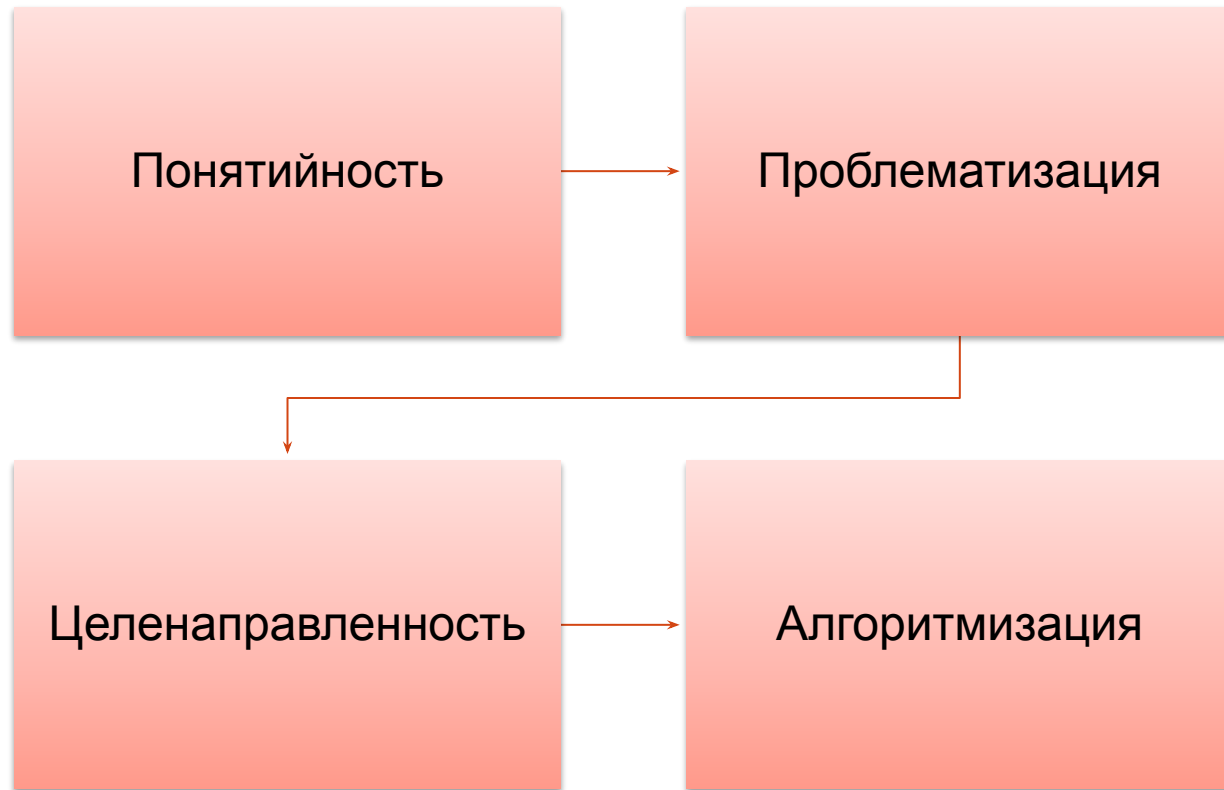 Понятийность
Проблематизация
Целенаправленность
Алгоритмизация